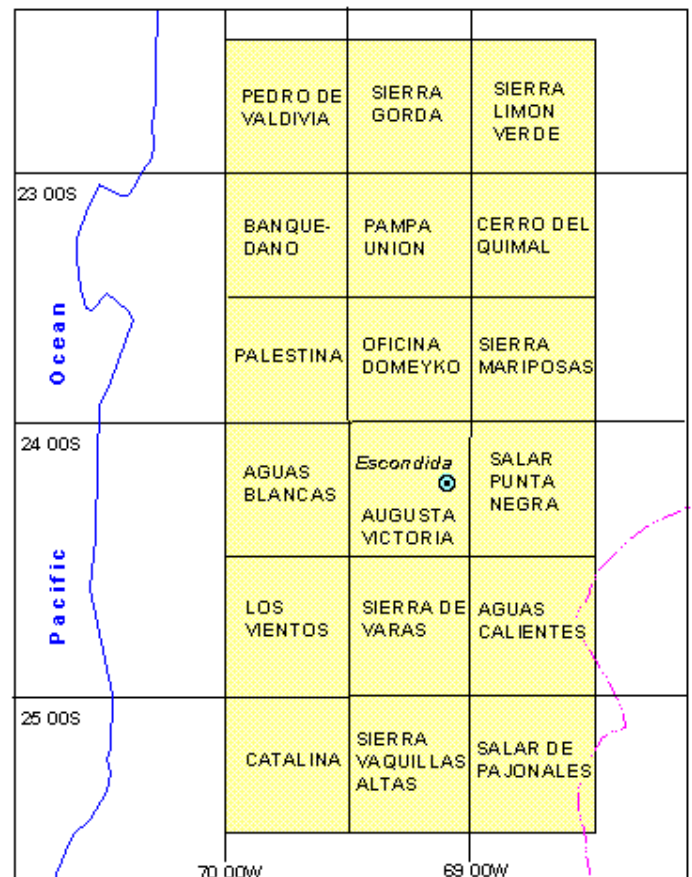 PEDRO DE
VALDIVIA
SIERRA
GORDA
SIERRA
LIMON
VERDE
23 00S
BANQUE-
DANO
PAMPA
UNION
CERRO DEL
QUIMAL
Ocean
PALESTINA
OFICINA
DOMEYKO
SIERRA
MARIPOSAS
24 00S
AGUAS
BLANCAS
Escondida
AUGUSTA
VICTORIA
SALAR
PUNTA
NEGRA
Pacific
LOS
VIENTOS
SIERRA DE
VARAS
AGUAS
CALIENTES
25 00S
CATALINA
SIERRA
VAQUILLAS
ALTAS
SALAR DE
PAJONALES
70 00W
69 00W